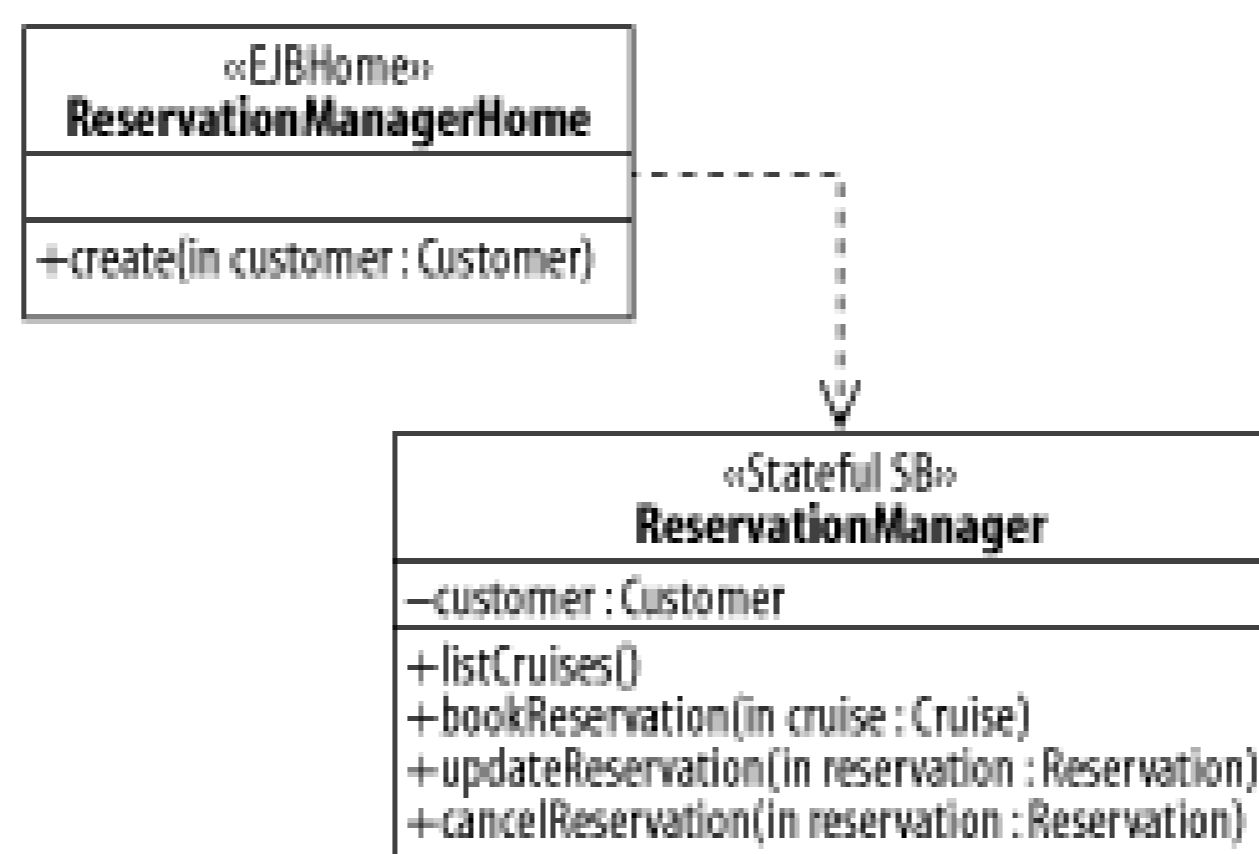 «EJBHome»
ReservationManagerHome
+create(in customer : Customer)
«Stateful SB»
ReservationManager
–customer : Customer
+listCruises()
+bookReservation(in cruise : Cruise)
+updateReservation(in reservation : Reservation)
+cancelReservation(in reservation : Reservation)